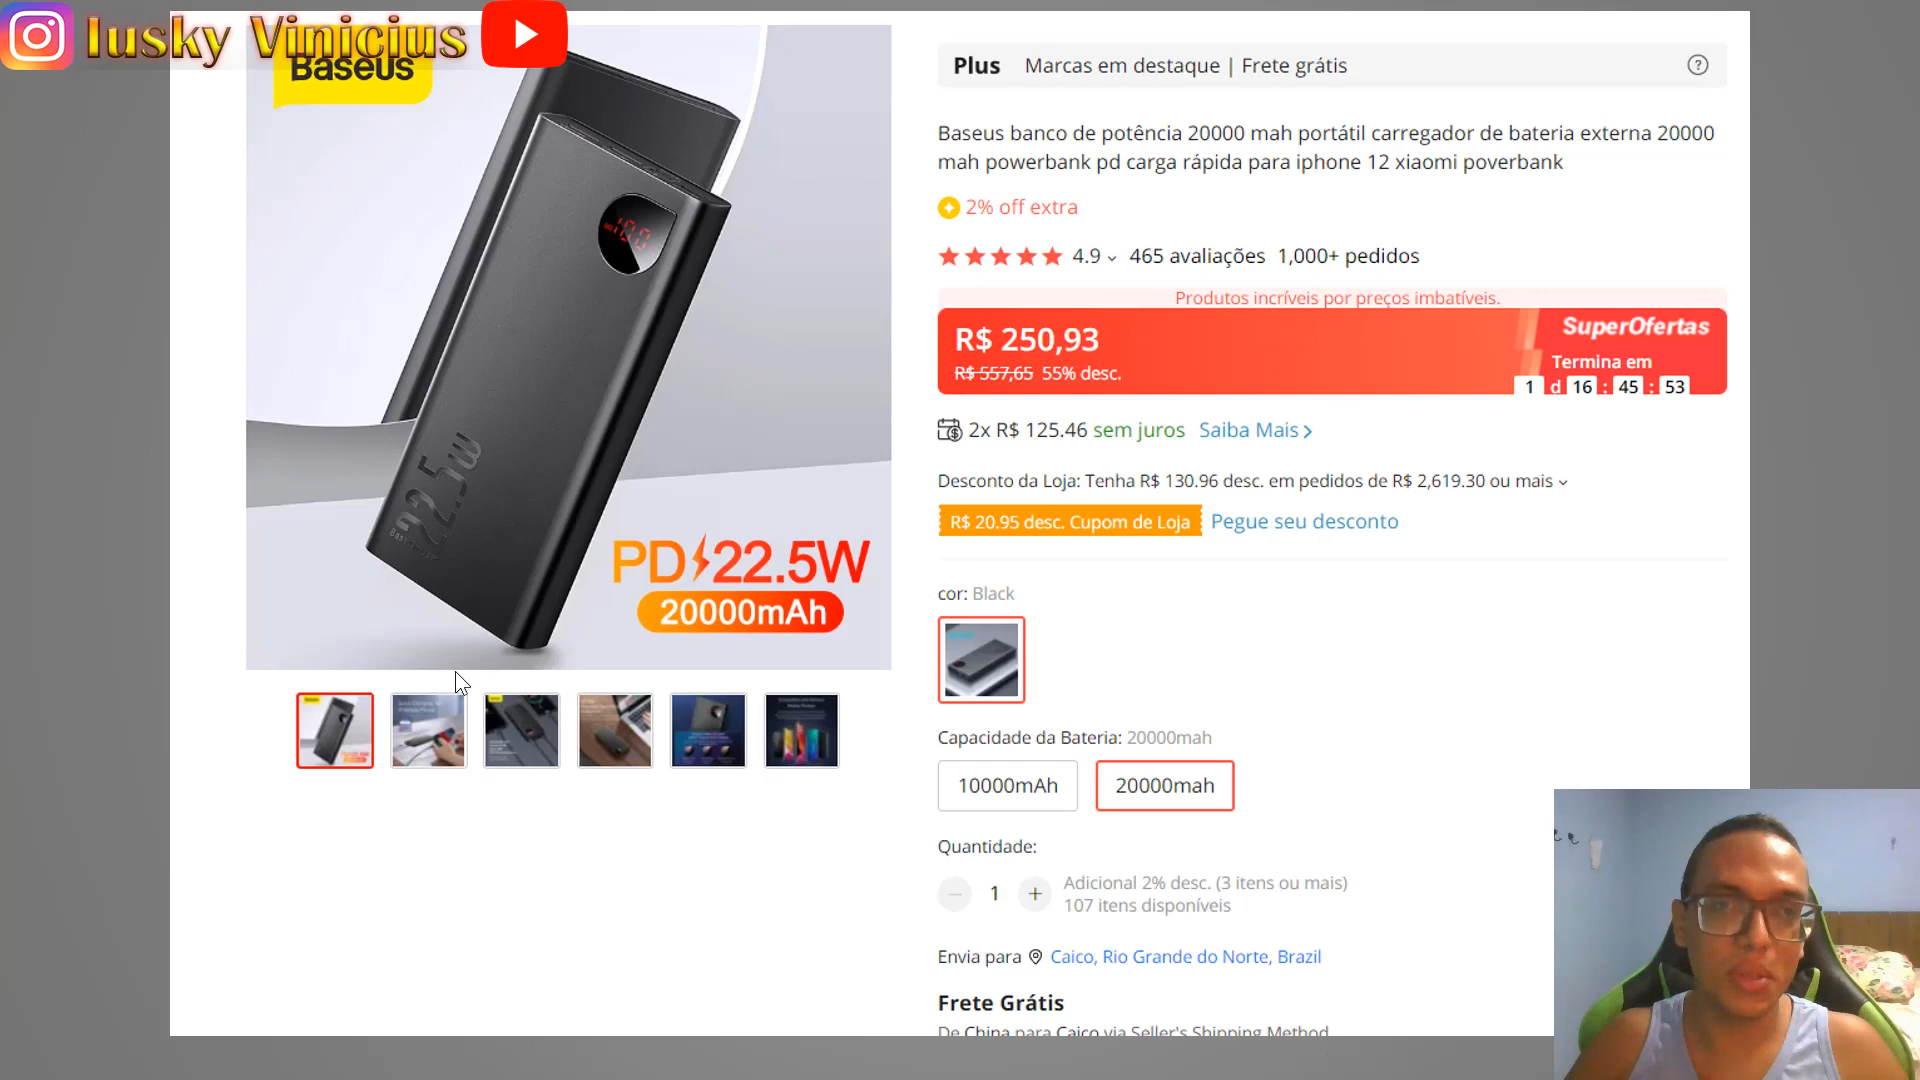 Iusky Vinicius
Baseus
22.5w
PD 22.5W
20000mAh
Plus Marcas em destaque | Frete grátis ?
Baseus banco de potência 20000 mah portátil carregador de bateria externa 20000
mah powerbank pd carga rápida para iphone 12 xiaomi poverbank
2% off extra
4.9 465 avaliações 1,000+ pedidos
Produtos incríveis por preços imbatíveis.
R$ 250,93
R$ 557,65 55% desc.
SuperOfertas
Termina em
1 d 16 : 45 : 53
2x R$ 125.46 sem juros Saiba Mais
Desconto da Loja: Tenha R$ 130.96 desc. em pedidos de R$ 2,619.30 ou mais
R$ 20.95 desc. Cupom de Loja Pegue seu desconto
cor: Black
Capacidade da Bateria: 20000mah
10000mAh 20000mah
Quantidade:
1
Adicional 2% desc. (3 itens ou mais)
107 itens disponíveis
Envia para Caico, Rio Grande do Norte, Brazil
Frete Grátis
De China para Caico via Seller's Shipping Method